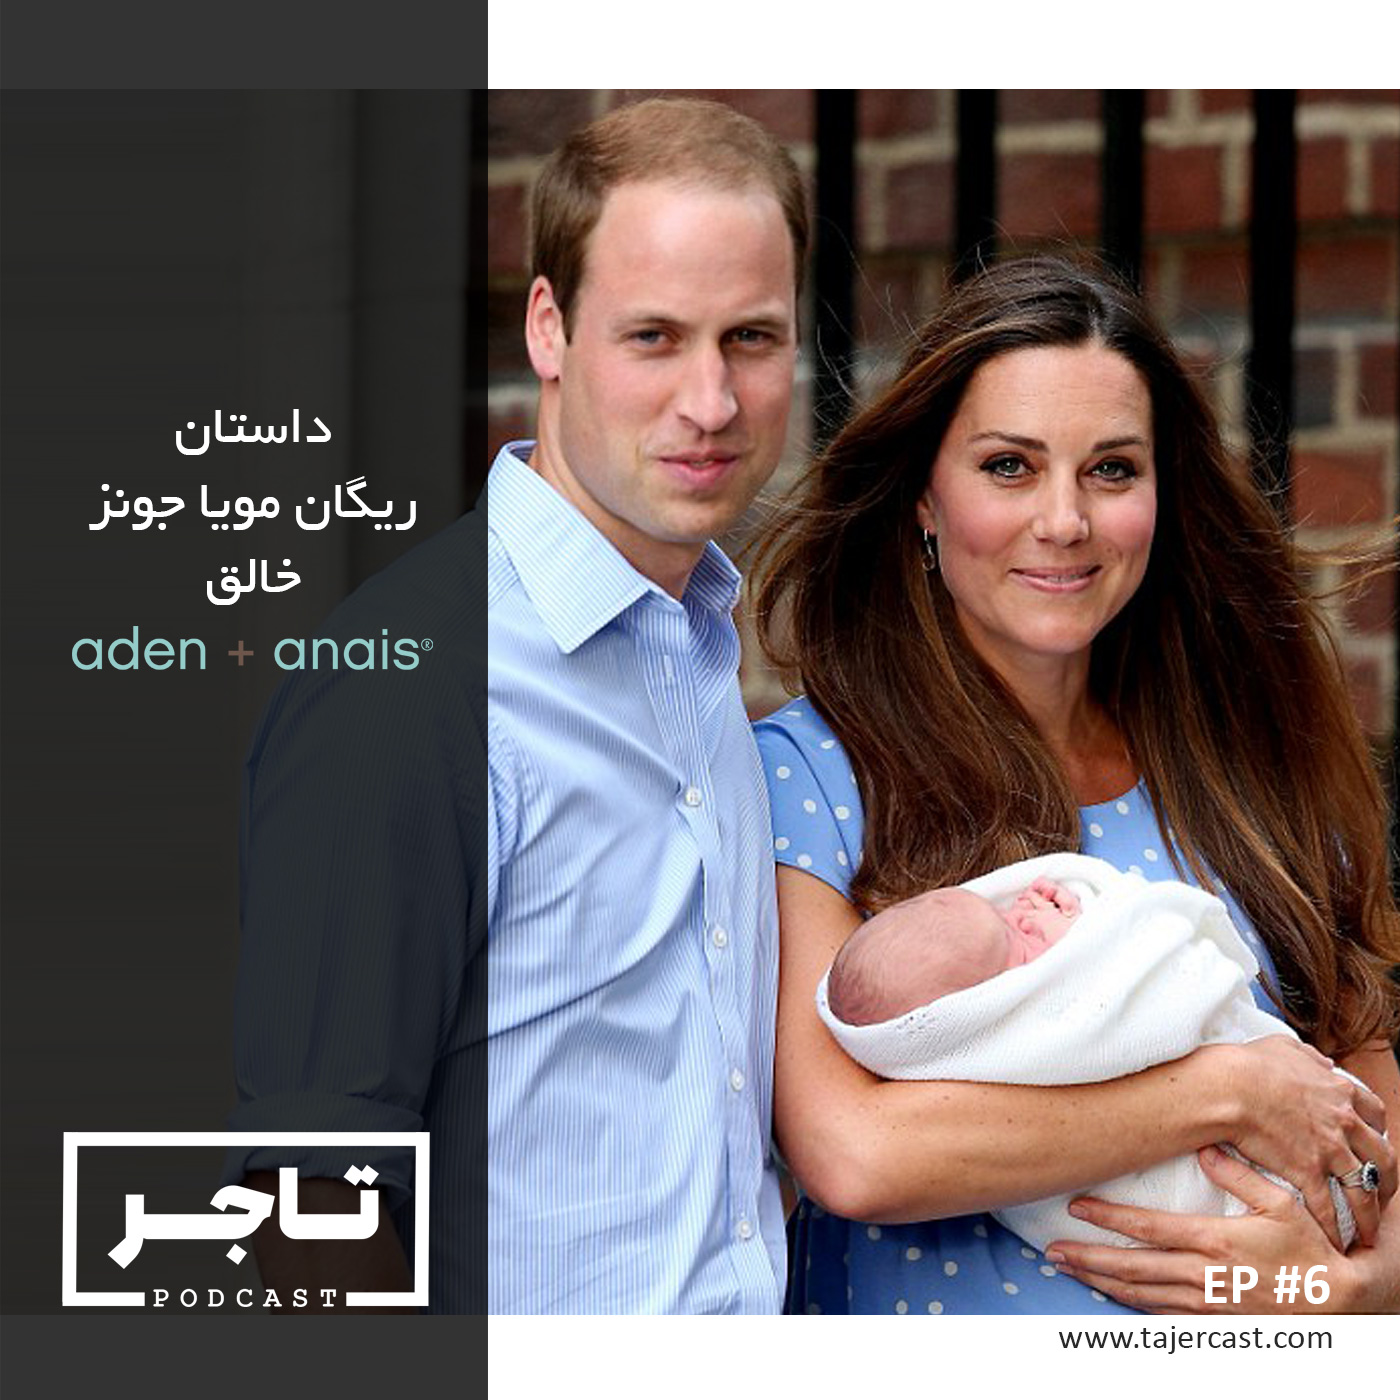 داستان
ریگان مویا جونز
خالق
aden + anais®
تاجر
PODCAST
EP #6
www.tajercast.com